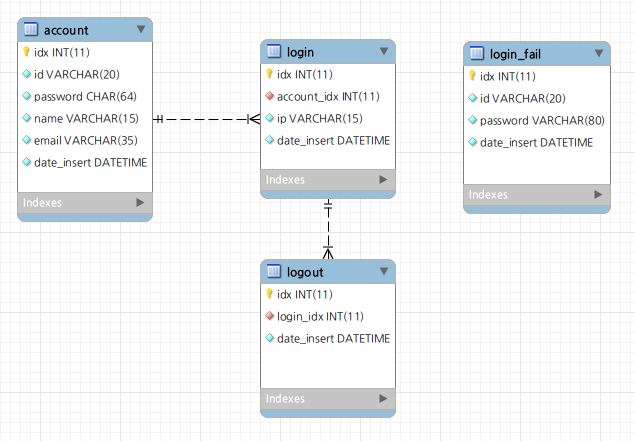 account
idx INT(11)
id VARCHAR(20)
password CHAR(64)
name VARCHAR(15)
email VARCHAR(35)
date_insert DATETIME
Indexes
login
idx INT(11)
account_idx INT(11)
ip VARCHAR(15)
date_insert DATETIME
Indexes
login_fail
idx INT(11)
id VARCHAR(20)
password VARCHAR(80)
date_insert DATETIME
Indexes
logout
idx INT(11)
login_idx INT(11)
date_insert DATETIME
Indexes